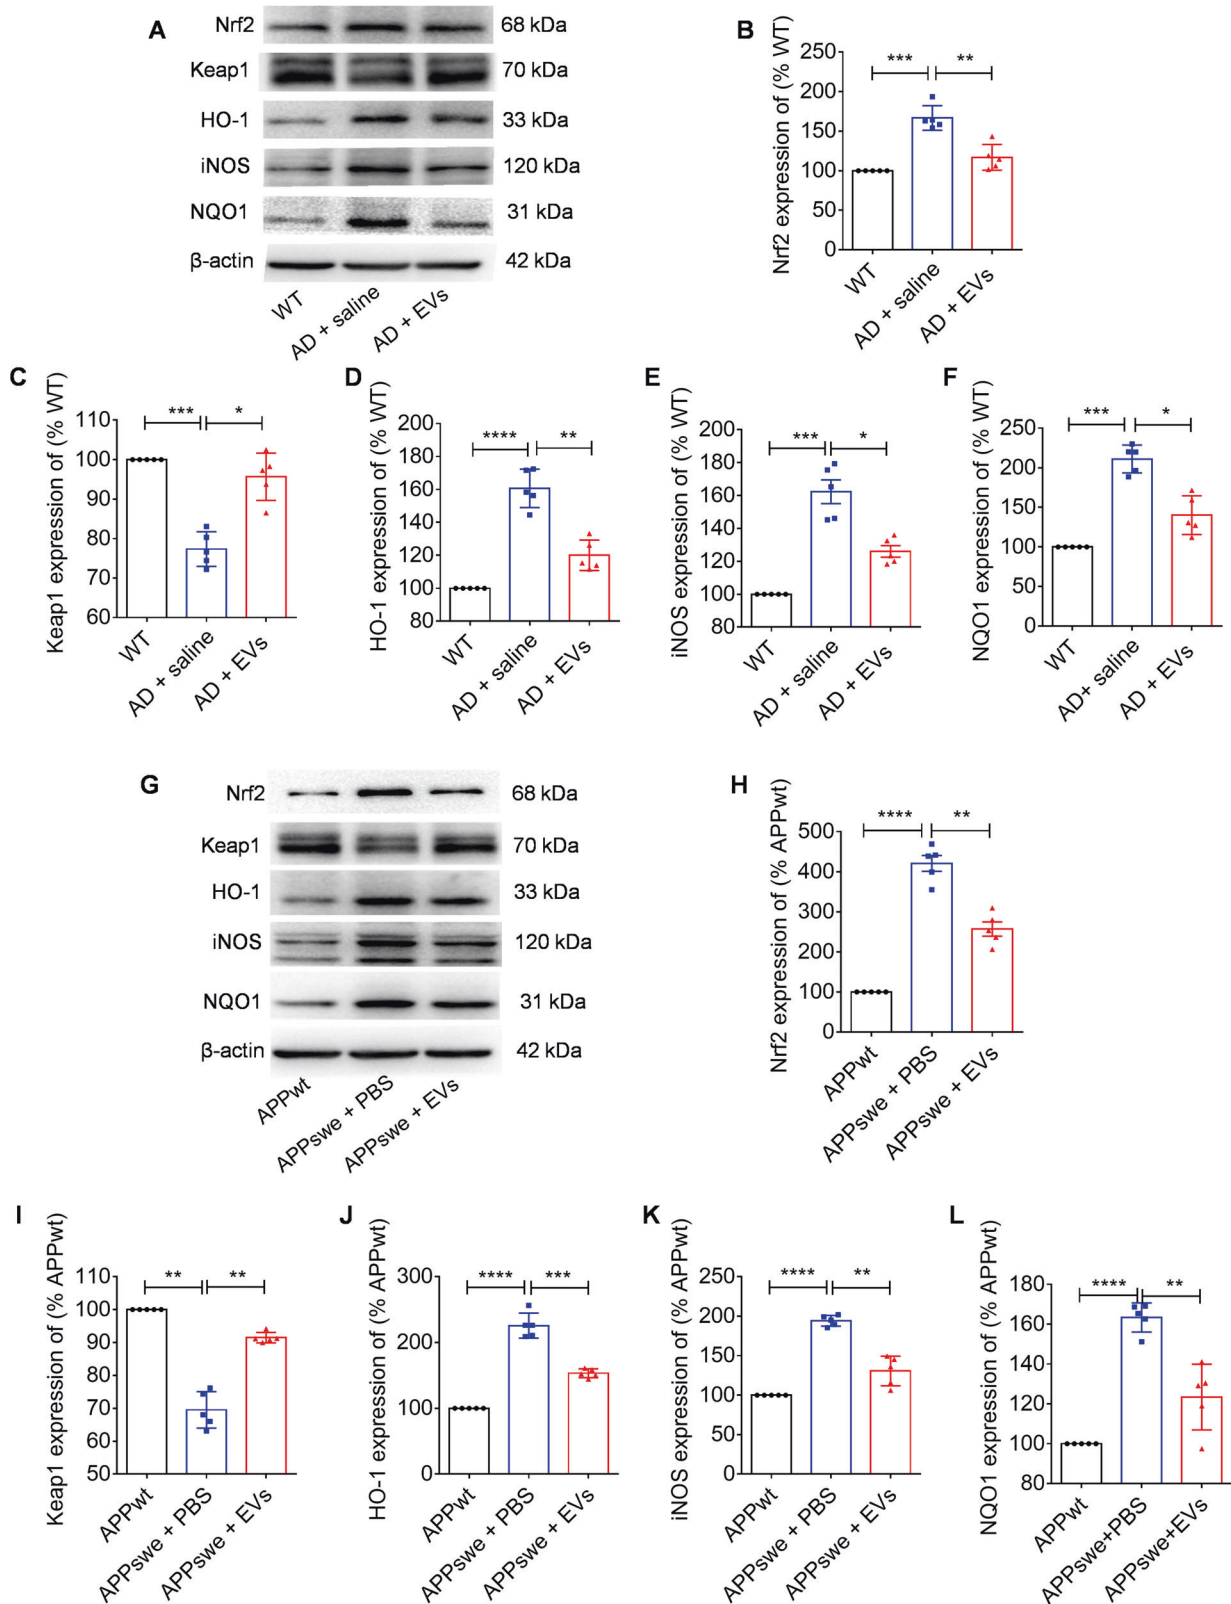 A
Nrf2 68 kDa
Keap1 70 kDa
HO-1 33 kDa
iNOS 120 kDa
NQO1 31 kDa
β-actin 42 kDa
WT
AD + saline
AD + EVs
B
Nrf2 expression of (% WT)
250
200
150
100
50
0
*** **
WT
AD + saline
AD + EVs
C
Keap1 expression of (% WT)
110
100
90
80
70
60
*** *
WT
AD + saline
AD + EVs
D
HO-1 expression of (% WT)
200
180
160
140
120
100
80
**** **
WT
AD + saline
AD + EVs
E
iNOS expression of (% WT)
200
180
160
140
120
100
80
*** *
WT
AD + saline
AD + EVs
F
NQO1 expression of (% WT)
250
200
150
100
50
0
*** *
WT
AD+ saline
AD + EVs
G
Nrf2 68 kDa
Keap1 70 kDa
HO-1 33 kDa
iNOS 120 kDa
NQO1 31 kDa
β-actin 42 kDa
APPwt
APPswe + PBS
APPswe + EVs
H
Nrf2 expression of (% APPwt)
500
400
300
200
100
0
**** **
APPwt
APPswe + PBS
APPswe + EVs
I
Keap1 expression of (% APPwt)
110
100
90
80
70
60
50
** **
APPwt
APPswe + PBS
APPswe + EVs
J
HO-1 expression of (% APPwt)
300
200
100
0
**** ***
APPwt
APPswe + PBS
APPswe + EVs
K
iNOS expression of (% APPwt)
250
200
150
100
50
0
**** **
APPwt
APPswe + PBS
APPswe + EVs
L
NQO1 expression of (% APPwt)
180
160
140
120
100
80
**** **
APPwt
APPswe+PBS
APPswe+EVs